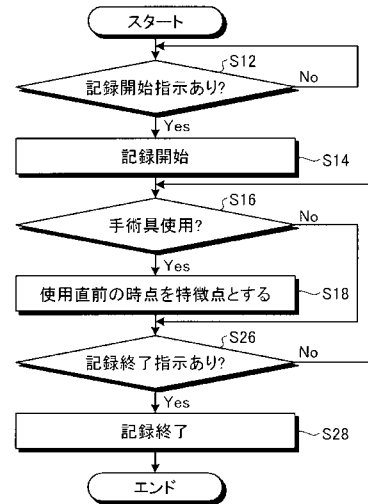 スタート
S12
記録開始指示あり?
No
Yes
記録開始
S14
S16
手術具使用?
No
Yes
使用直前の時点を特徴点とする
S18
S26
記録終了指示あり?
No
Yes
記録終了
S28
エンド